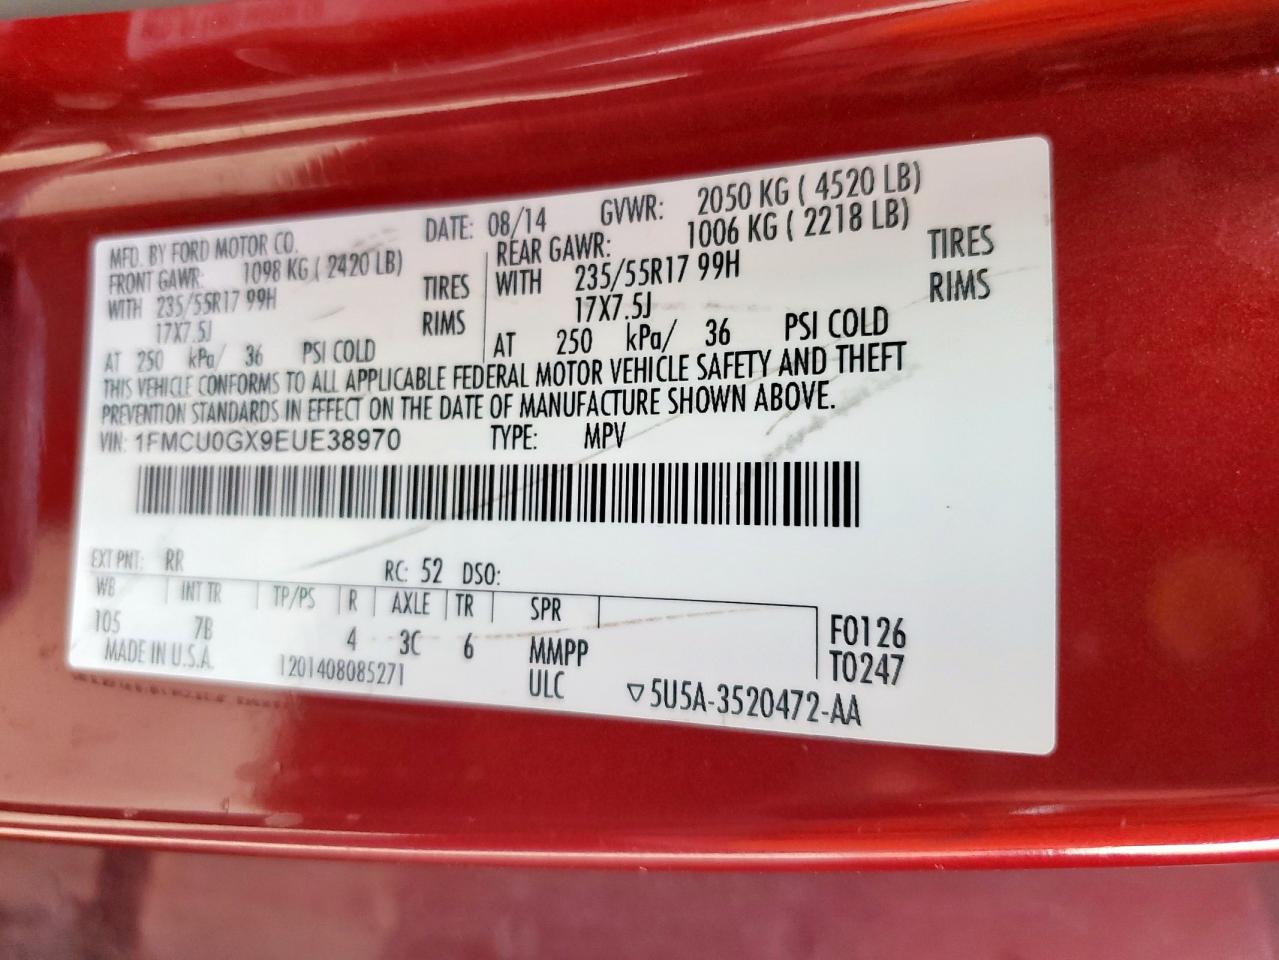 MFD. BY FORD MOTOR CO. DATE: 08/14 GVWR: 2050 KG ( 4520 LB)
FRONT GAWR: 1098 KG ( 2420 LB) REAR GAWR: 1006 KG ( 2218 LB)
WITH 235/55R17 99H TIRES WITH 235/55R17 99H TIRES
17X7.5J RIMS 17X7.5J RIMS
AT 250 kPa/ 36 PSI COLD AT 250 kPa/ 36 PSI COLD
THIS VEHICLE CONFORMS TO ALL APPLICABLE FEDERAL MOTOR VEHICLE SAFETY AND THEFT
PREVENTION STANDARDS IN EFFECT ON THE DATE OF MANUFACTURE SHOWN ABOVE.
VIN: 1FMCU0GX9EUE38970 TYPE: MPV
EXT PNT: RR RC: 52 DSO:
WB INT TR TP/PS R AXLE TR SPR
105 7B 4 3C 6 MMPP F0126
MADE IN U.S.A. 1201408085271 ULC T0247
▽5U5A-3520472-AA